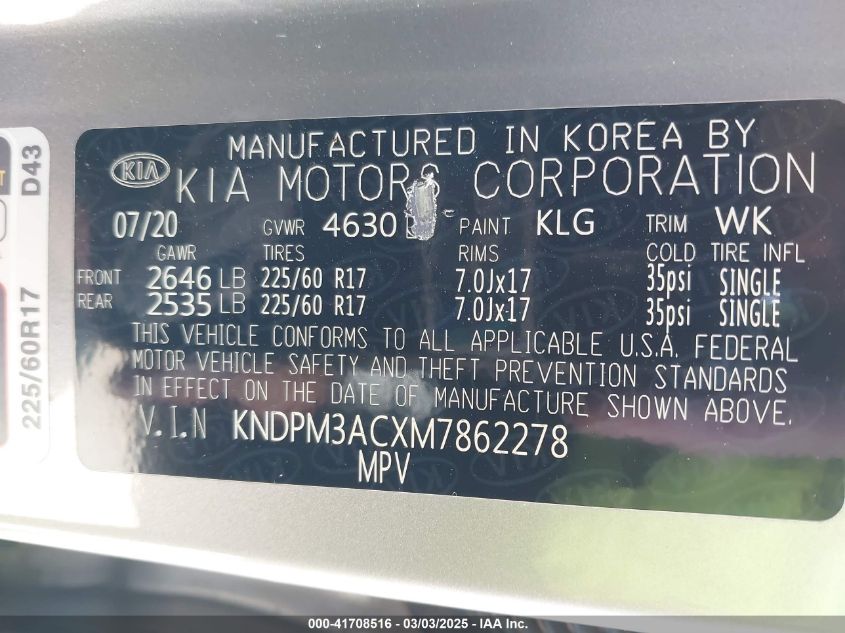 MANUFACTURED IN KOREA BY
KIA KIA MOTORS CORPORATION
07/20 GVWR 4630 PAINT KLG TRIM WK
GAWR TIRES RIMS COLD TIRE INFL
FRONT 2646 LB 225/60 R17 7.0Jx17 35psi SINGLE
REAR 2535 LB 225/60 R17 7.0Jx17 35psi SINGLE
THIS VEHICLE CONFORMS TO ALL APPLICABLE U.S.A. FEDERAL
MOTOR VEHICLE SAFETY AND THEFT PREVENTION STANDARDS
IN EFFECT ON THE DATE OF MANUFACTURE SHOWN ABOVE.
V.I.N KNDPM3ACXM7862278
MPV
D43
225/60R17
000-41708516 — 03/03/2025 — IAA Inc.